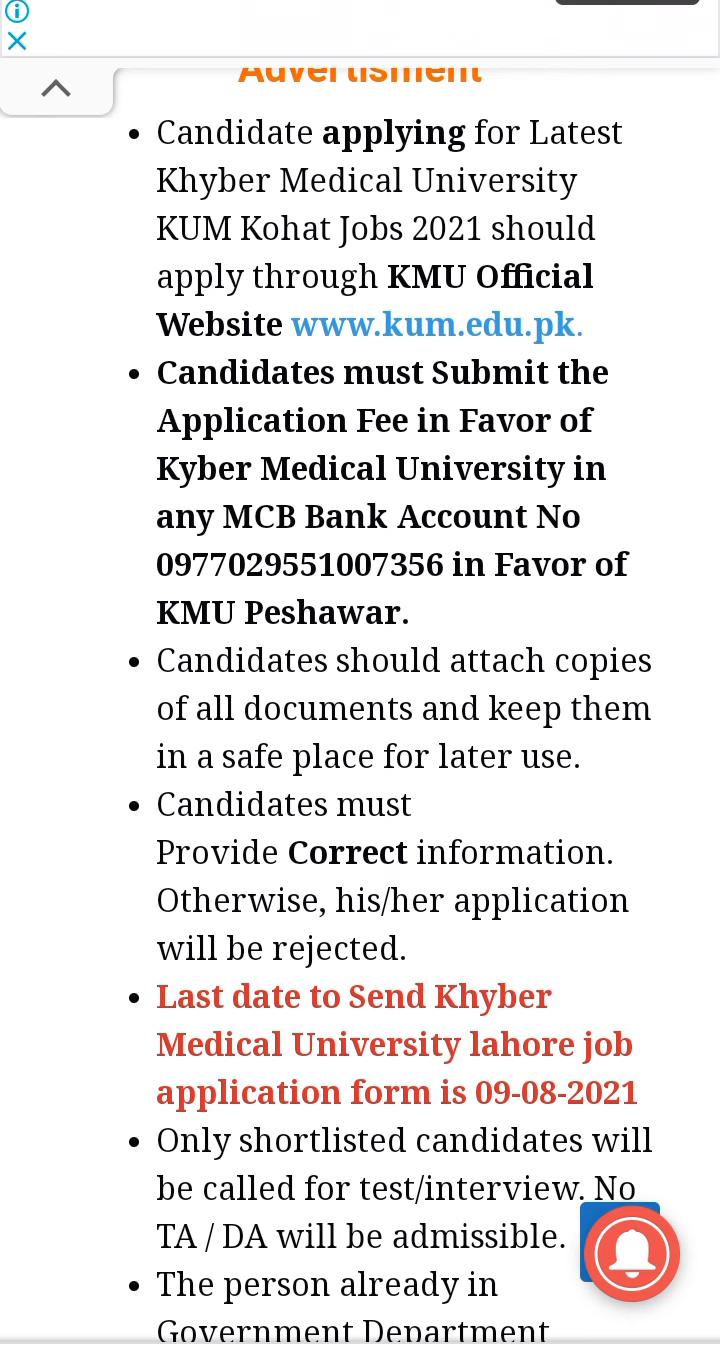 Advertisment
Candidate applying for Latest
Khyber Medical University
KUM Kohat Jobs 2021 should
apply through KMU Official
Website www.kum.edu.pk.
Candidates must Submit the
Application Fee in Favor of
Kyber Medical University in
any MCB Bank Account No
0977029551007356 in Favor of
KMU Peshawar.
Candidates should attach copies
of all documents and keep them
in a safe place for later use.
Candidates must
Provide Correct information.
Otherwise, his/her application
will be rejected.
Last date to Send Khyber
Medical University lahore job
application form is 09-08-2021
Only shortlisted candidates will
be called for test/interview. No
TA / DA will be admissible.
The person already in
Government Department